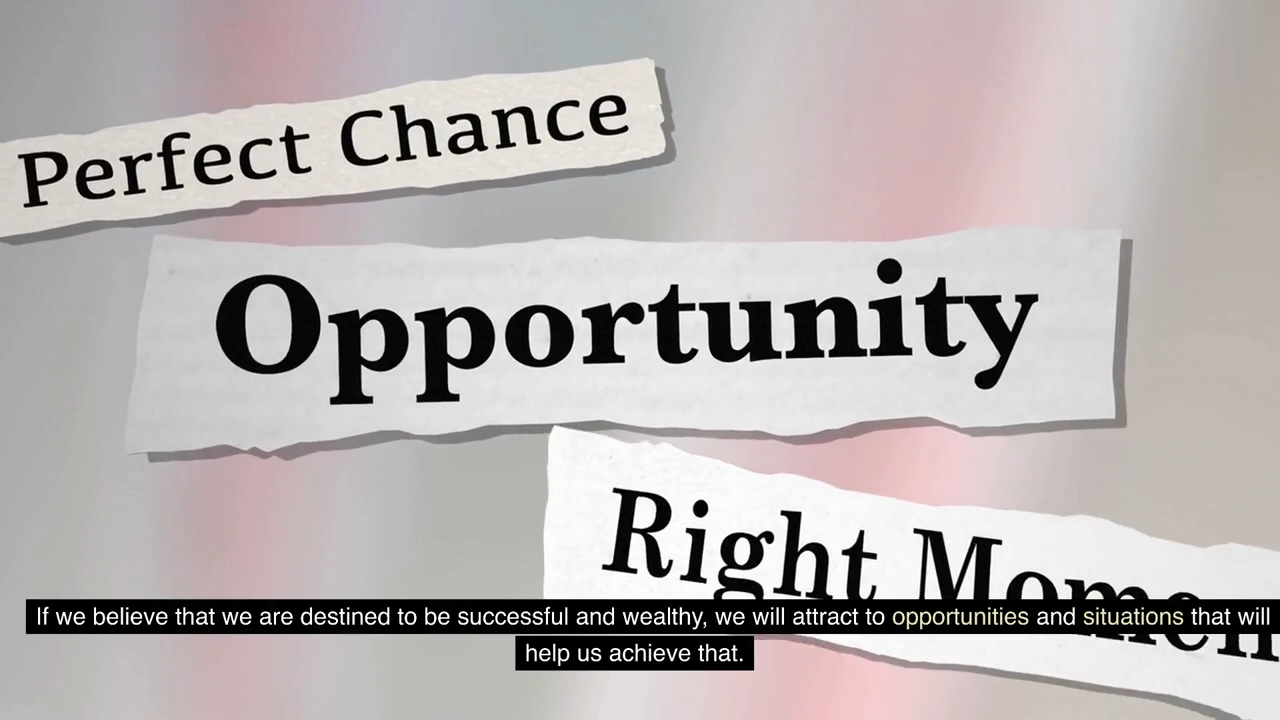 Perfect Chance
Opportunity
Right Momen
If we believe that we are destined to be successful and wealthy, we will attract to opportunities and situations that will
help us achieve that.